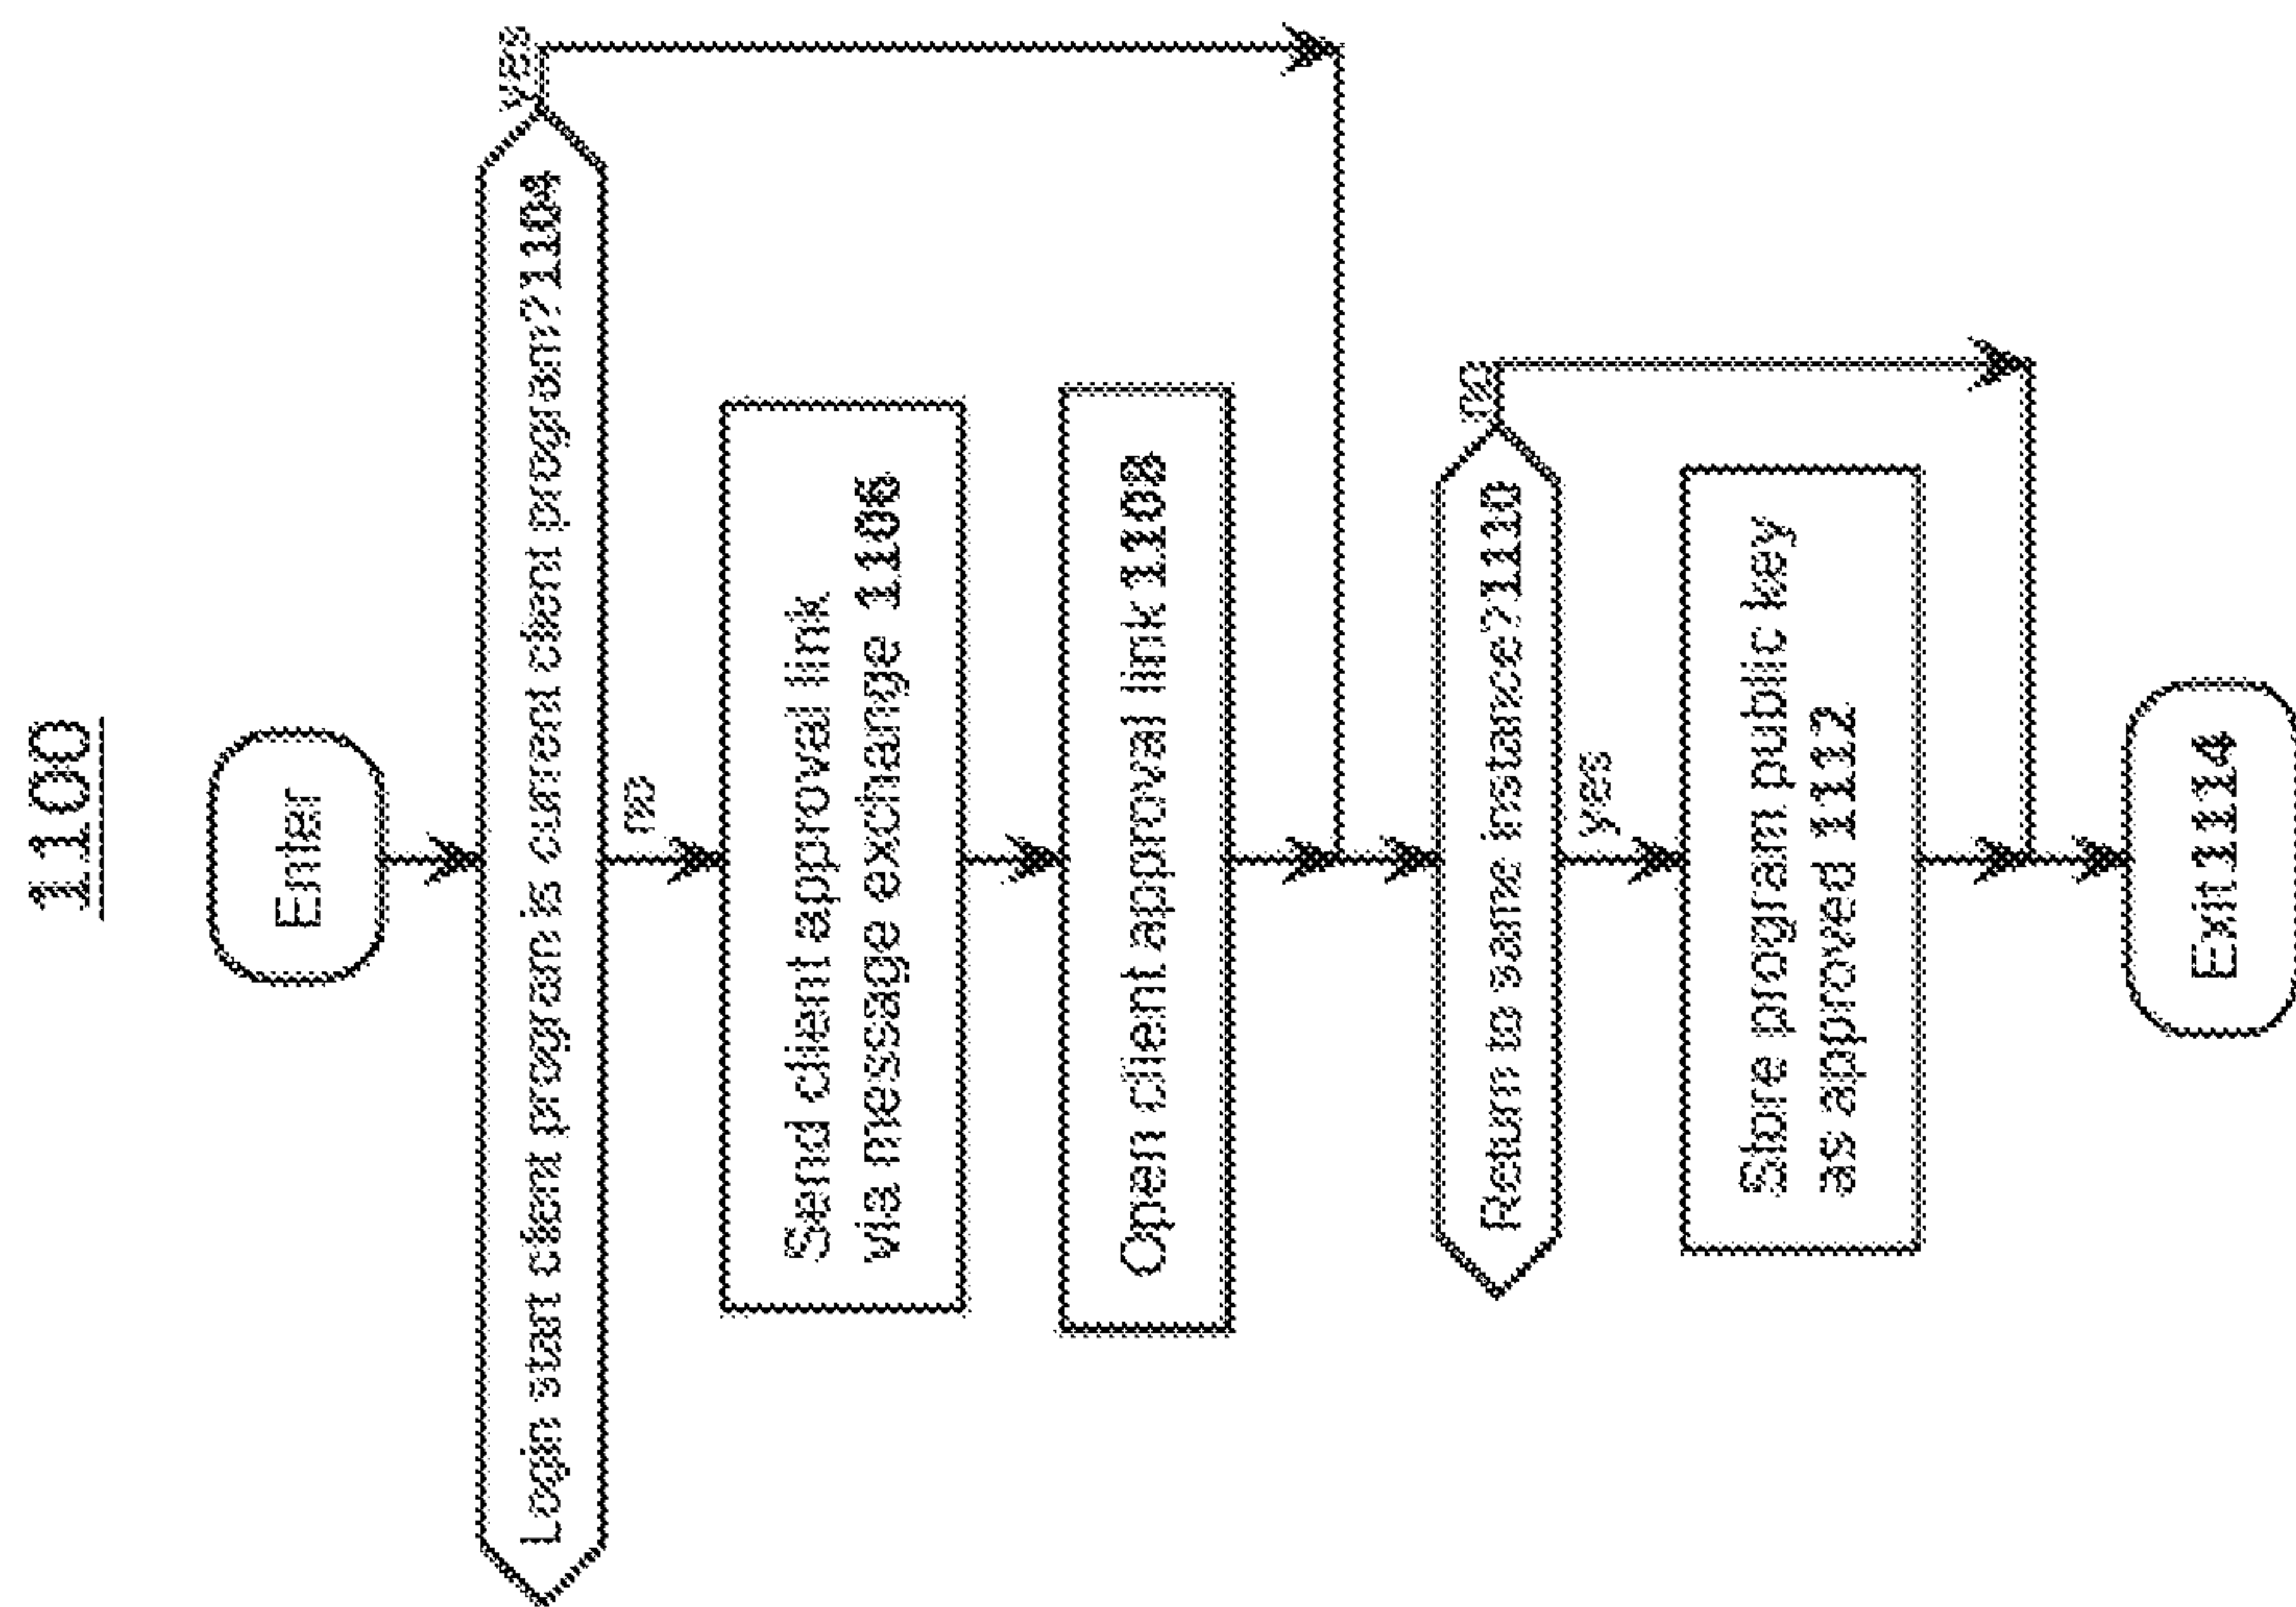 1100
Enter
Login start client program is current client program? 1104
yes
no
Send client approval link
via message exchange 1106
Open client approval link 1108
Return to same instance? 1110
no
yes
Store program public key
as approved 1112
Exit 1114